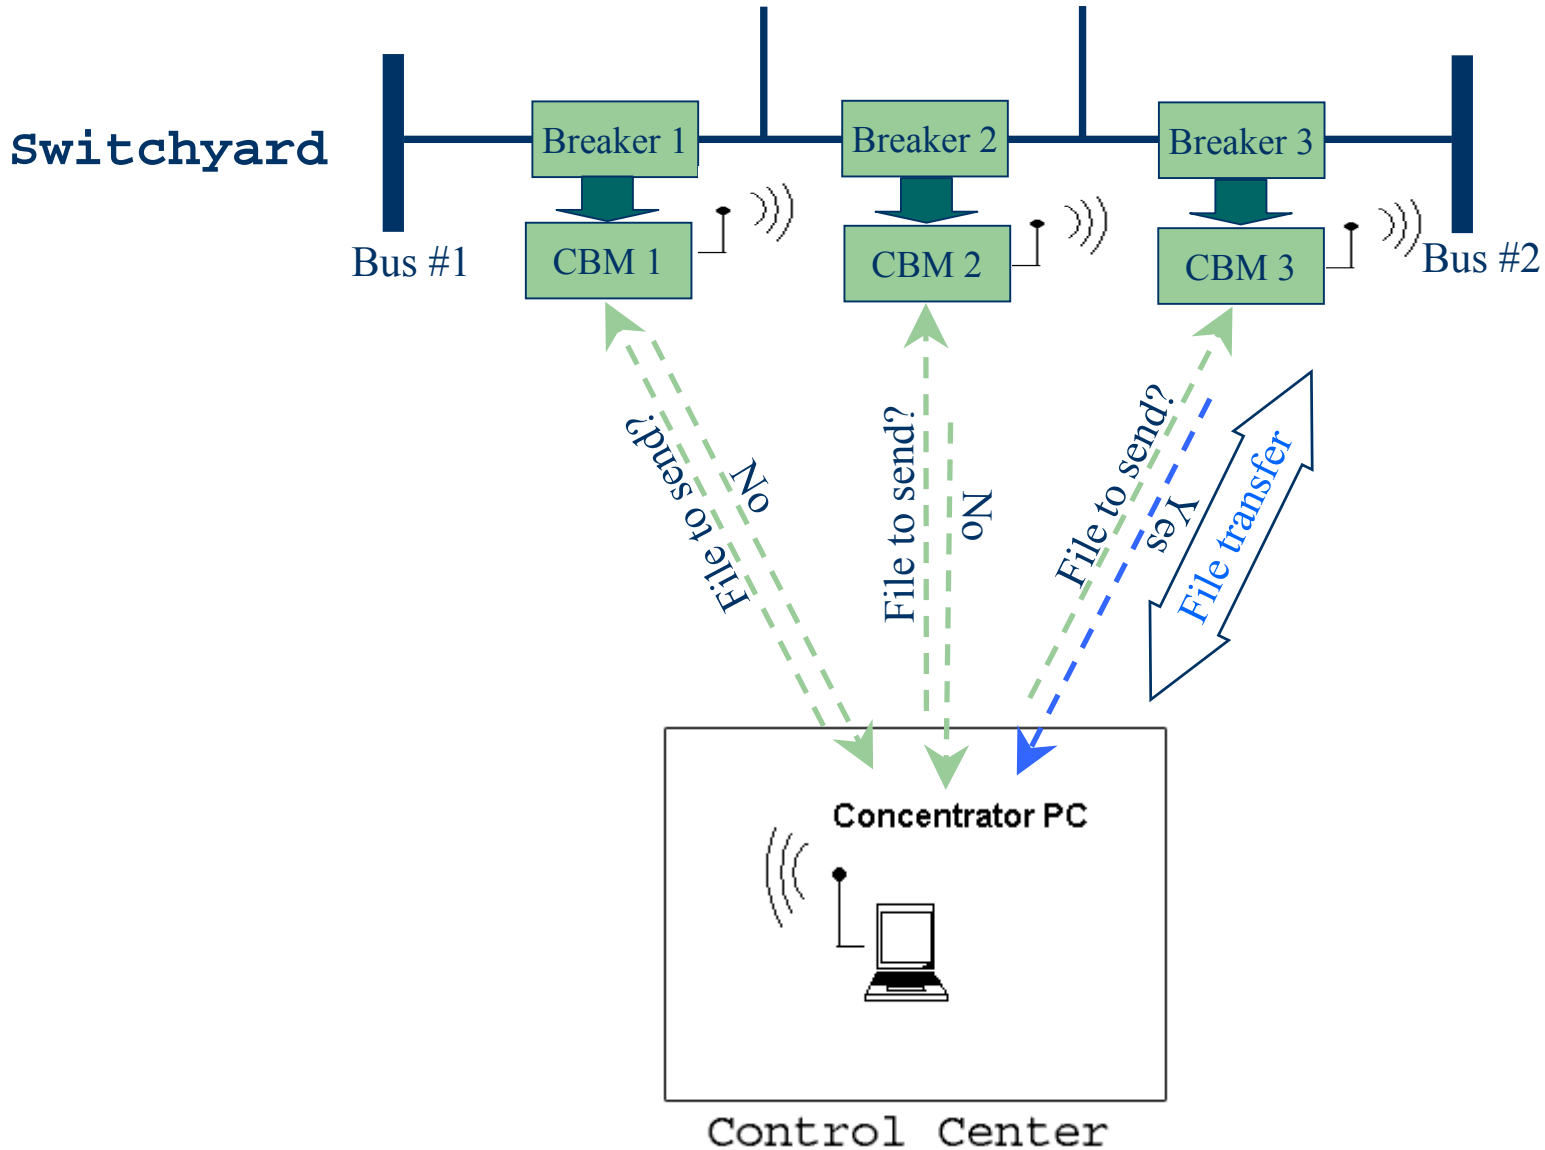 Switchyard
Breaker 1
Breaker 2
Breaker 3
CBM 1
CBM 2
CBM 3
Bus #1
Bus #2
File to send?
No
File to send?
No
File to send?
Yes
File transfer
Concentrator PC
Control Center